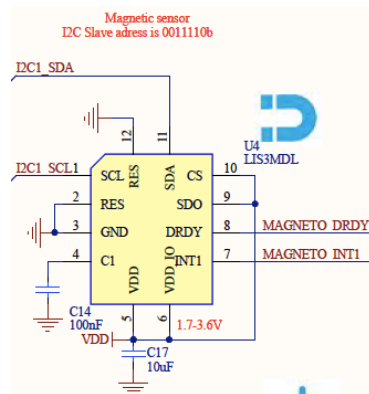 Magnetic sensor
I2C Slave adress is 0011110b
I2C1_SDA
12
11
U4
LIS3MDL
I2C1_SCL 1
SCL
RES
SDA
CS
10
2
RES
SDO
9
3
GND
DRDY
8
MAGNETO_DRDY
4
C1
INT1
7
MAGNETO_INT1
VDD
VDD_IO
C14
100nF
5
6
1.7-3.6V
VDD
C17
10uF